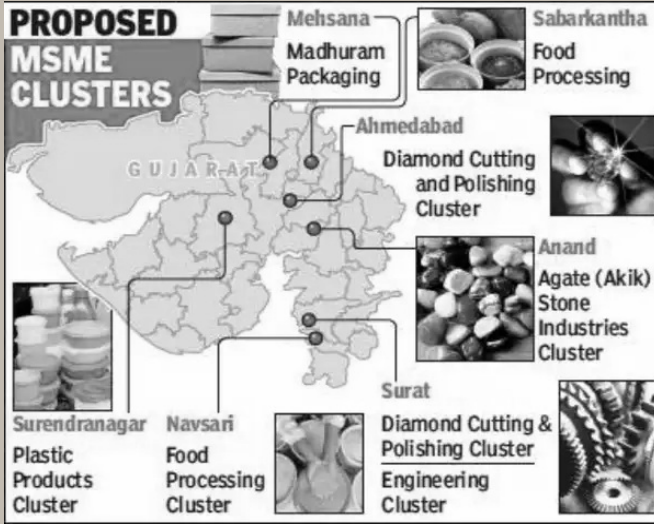 PROPOSED
MSME
CLUSTERS
Mehsana
Madhuram
Packaging
Sabarkantha
Food
Processing
GUJARAT
Ahmedabad
Diamond Cutting
and Polishing
Cluster
Anand
Agate (Akik)
Stone
Industries
Cluster
Surendranagar
Plastic
Products
Cluster
Navsari
Food
Processing
Cluster
Surat
Diamond Cutting &
Polishing Cluster
Engineering
Cluster